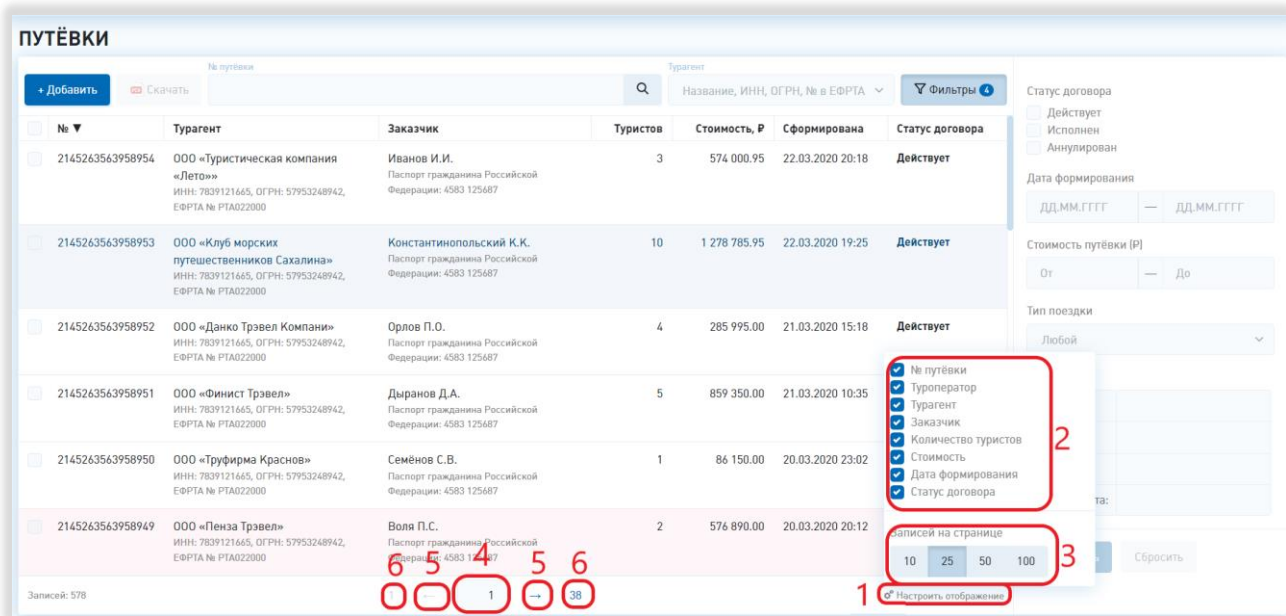 ПУТЁВКИ
№ путёвки
Турагент
+ Добавить
Скачать
Название, ИНН, ОГРН, № в ЕФРТА
Фильтры 4
№ ▼ Турагент Заказчик Туристов Стоимость, ₽ Сформирована Статус договора
2145263563958954 ООО «Туристическая компания Иванов И.И. 3 574 000.95 22.03.2020 20:18 Действует
«Лето»» Паспорт гражданина Российской
ИНН: 7839121665, ОГРН: 57953248942, Федерации: 4583 125687
ЕФРТА № РТА022000
2145263563958953 ООО «Клуб морских Константинопольский К.К. 10 1 278 785.95 22.03.2020 19:25 Действует
путешественников Сахалина» Паспорт гражданина Российской
ИНН: 7839121665, ОГРН: 57953248942, Федерации: 4583 125687
ЕФРТА № РТА022000
2145263563958952 ООО «Данко Трэвел Компани» Орлов П.О. 4 285 995.00 21.03.2020 15:18 Действует
ИНН: 7839121665, ОГРН: 57953248942, Паспорт гражданина Российской
ЕФРТА № РТА022000 Федерации: 4583 125687
2145263563958951 ООО «Финист Трэвел» Дыранов Д.А. 5 859 350.00 21.03.2020 10:35
ИНН: 7839121665, ОГРН: 57953248942, Паспорт гражданина Российской
ЕФРТА № РТА022000 Федерации: 4583 125687
2145263563958950 ООО «Труфирма Краснов» Семёнов С.В. 1 86 150.00 20.03.2020 23:02
ИНН: 7839121665, ОГРН: 57953248942, Паспорт гражданина Российской
ЕФРТА № РТА022000 Федерации: 4583 125687
2145263563958949 ООО «Пенза Трэвел» Воля П.С. 2 576 890.00 20.03.2020 20:12
ИНН: 7839121665, ОГРН: 57953248942, Паспорт гражданина Российской
ЕФРТА № РТА022000 Федерации: 4583 125687
6 5 4 5 6
Записей: 578
1 ← 1 → 38
1 Настроить отображение
Статус договора
Действует
Исполнен
Аннулирован
Дата формирования
ДД.ММ.ГГГГ — ДД.ММ.ГГГГ
Стоимость путёвки (₽)
От — До
Тип поездки
Любой
№ путёвки
Туроператор
Турагент
Заказчик
Количество туристов
Стоимость
Дата формирования
Статус договора
2
Записей на странице
10 25 50 100
3
та:
Сбросить